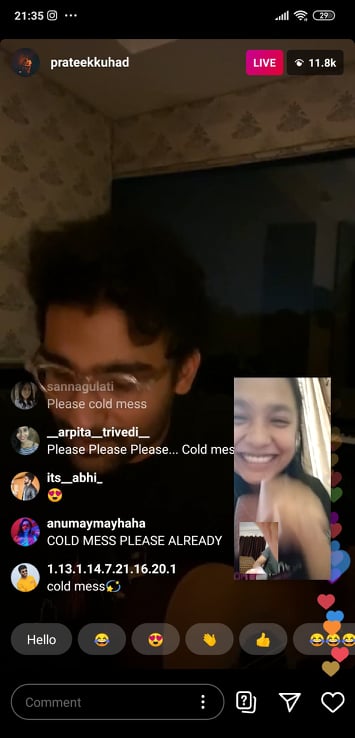 21:35
29
prateekkuhad
LIVE
11.8k
sannagulati
Please cold mess
__arpita__trivedi__
Please Please Please... Cold mes
its__abhi_
😍
anumaymayhaha
COLD MESS PLEASE ALREADY
1.13.1.14.7.21.16.20.1
cold mess💫
Hello 😂 😍 👏 👍 😂😂😂
Comment